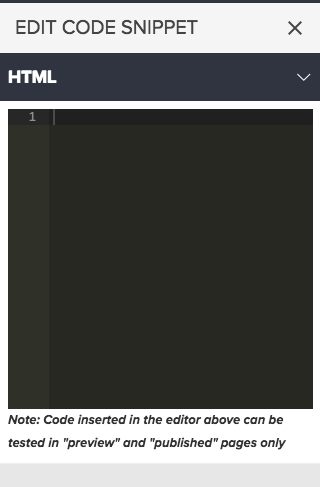 EDIT CODE SNIPPET
HTML
1
Note: Code inserted in the editor above can be
tested in "preview" and "published" pages only